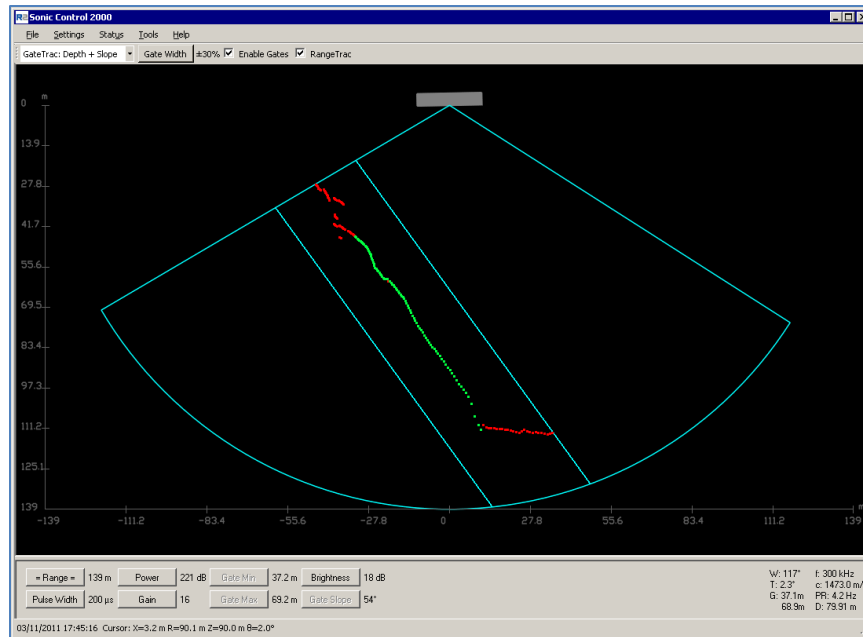 R2Sonic Control 2000
File Settings Status Tools Help
GateTrac: Depth + Slope Gate Width ±30% Enable Gates RangeTrac
0 m
13.9
27.8
41.7
55.6
69.5
83.4
97.3
111.2
125.1
139
-139 -111.2 -83.4 -55.6 -27.8 0 27.8 55.6 83.4 111.2 139 m
= Range = 139 m Power 221 dB Gate Min 37.2 m Brightness 18 dB
Pulse Width 200 µs Gain 16 Gate Max 69.2 m Gate Slope 54°
W: 117° f: 300 kHz
T: 2.3° c: 1473.0 m/
G: 37.1m PR: 4.2 Hz
68.9m D: 79.91 m
03/11/2011 17:45:16 Cursor: X=3.2 m R=90.1 m Z=90.0 m θ=2.0°